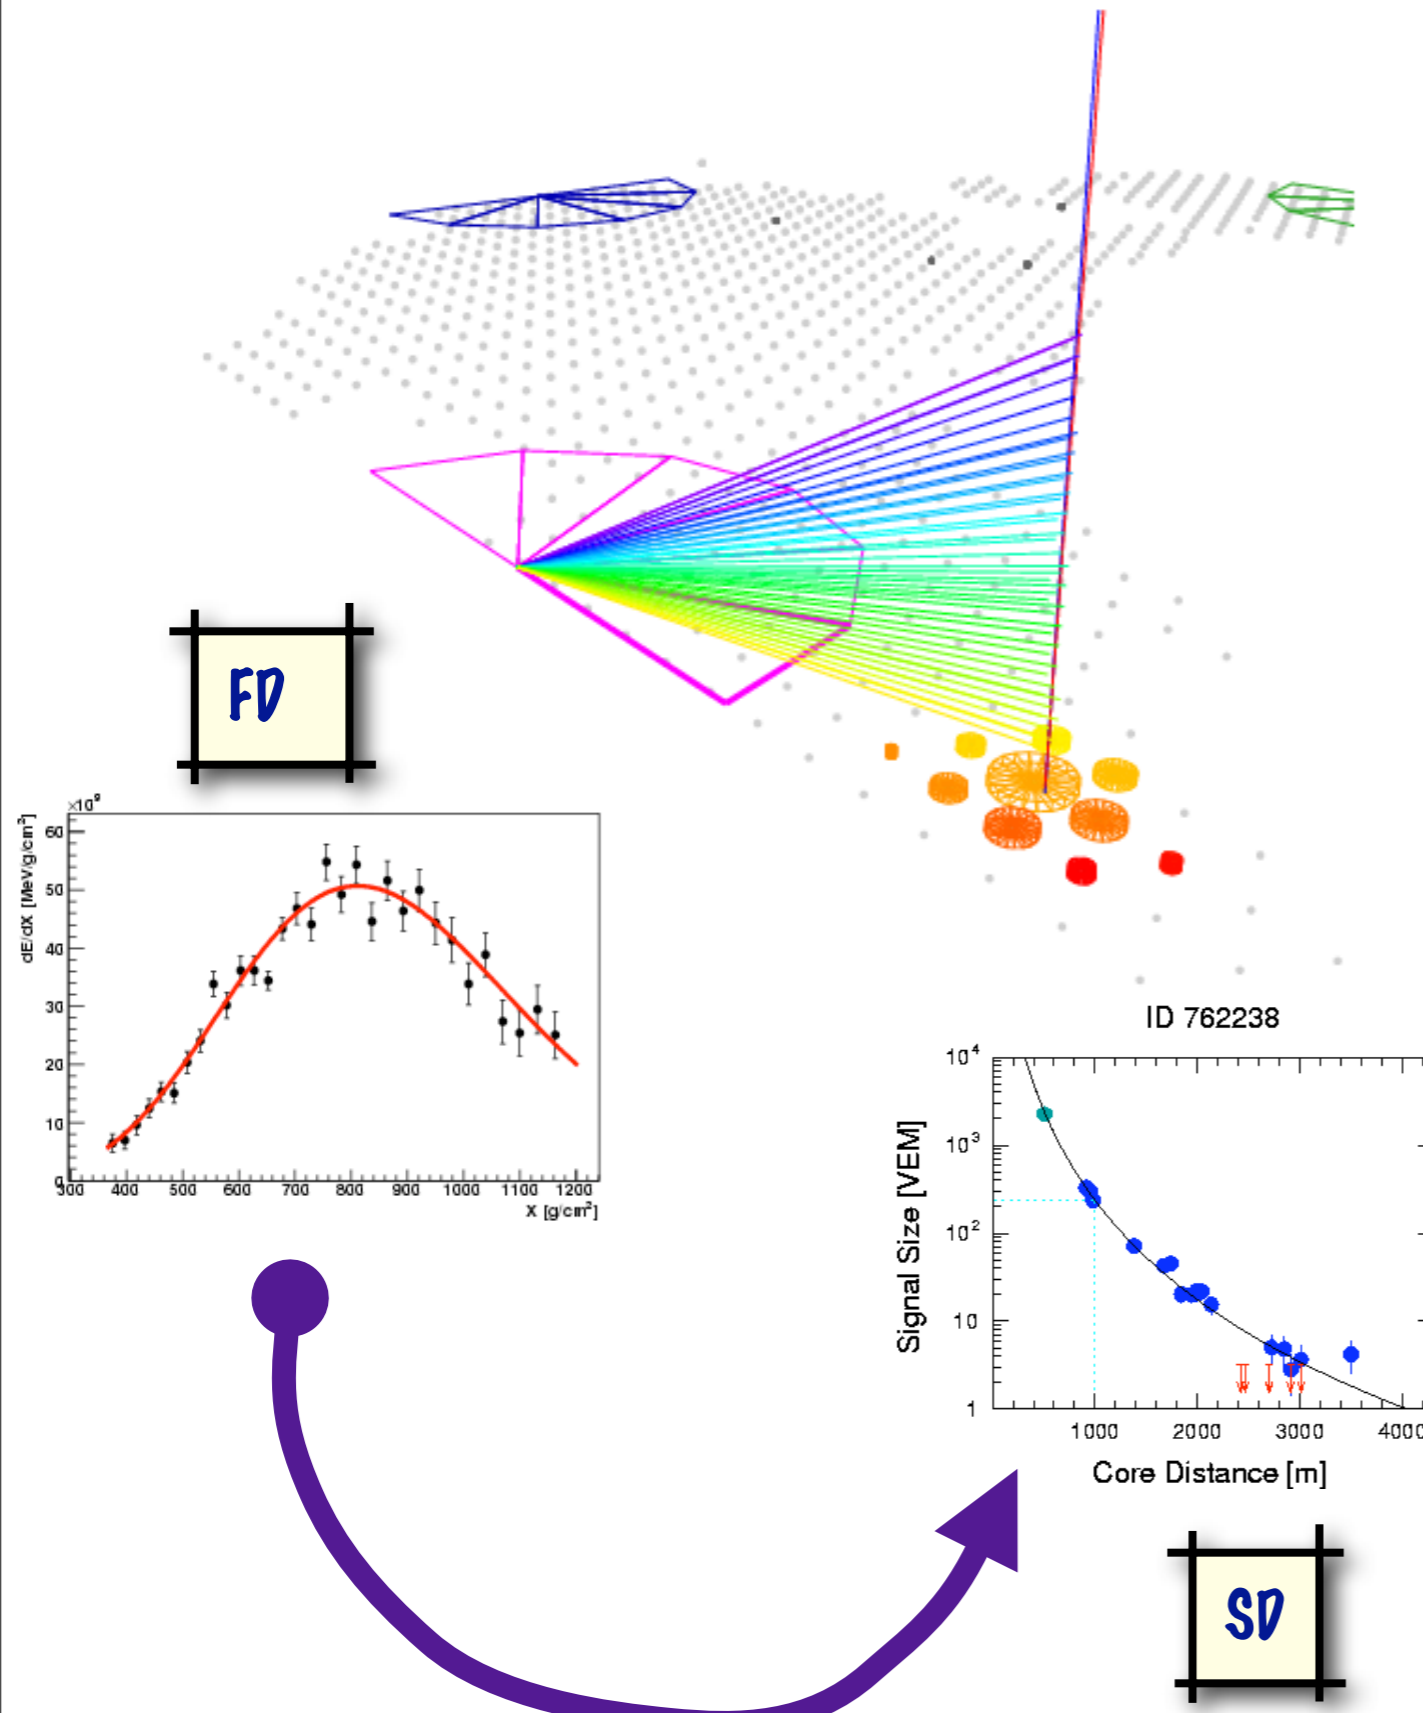 FD
×10⁹
dE/dX [MeV/g/cm²]
60
50
40
30
20
10
0
300 400 500 600 700 800 900 1000 1100 1200
X [g/cm²]
ID 762238
Signal Size [VEM]
10⁴
10³
10²
10
1
1000 2000 3000 4000
Core Distance [m]
SD